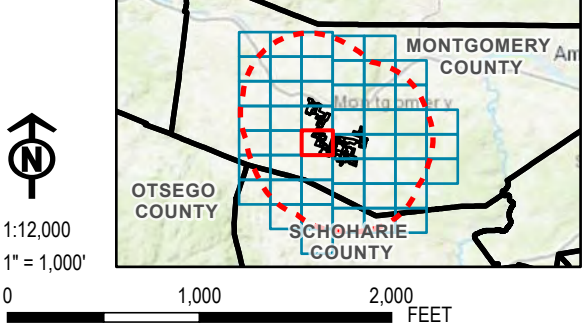 MONTGOMERY
COUNTY
Am
Montgomery
N
OTSEGO
COUNTY
1:12,000
SCHOHARIE
COUNTY
1" = 1,000'
0 1,000 2,000
FEET